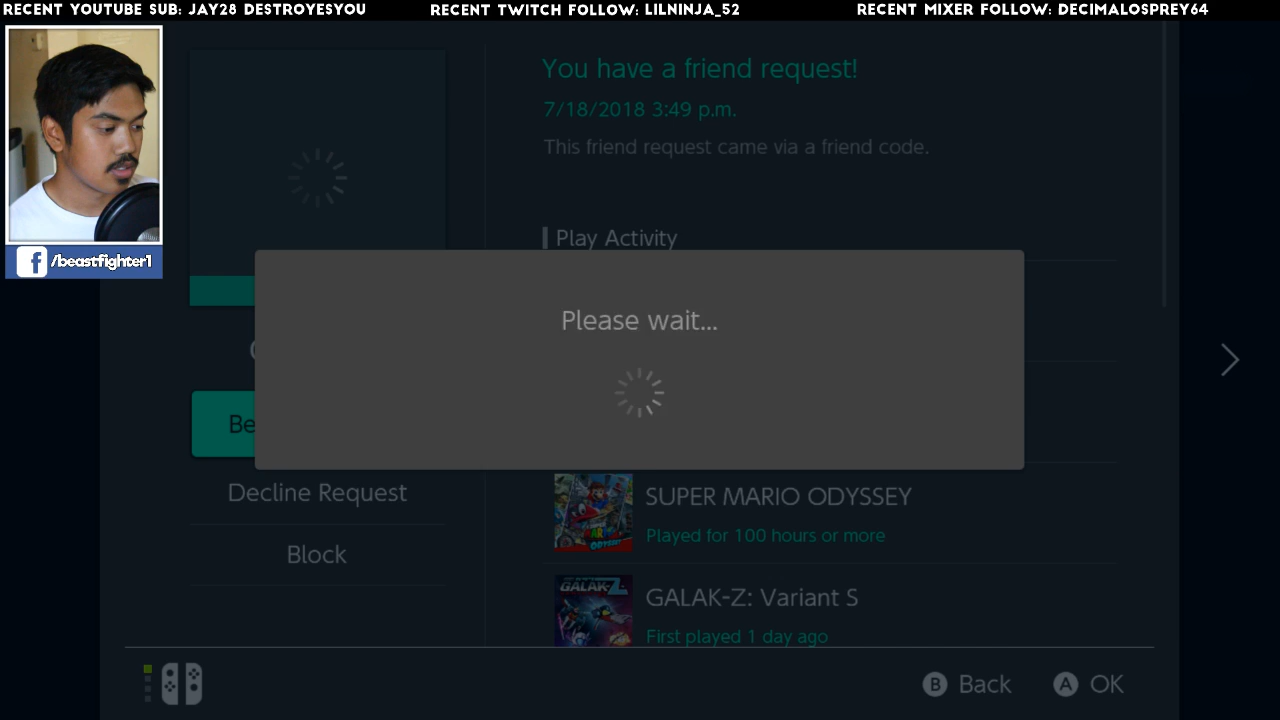 RECENT YOUTUBE SUB: JAY28 DESTROYESYOU
RECENT TWITCH FOLLOW: LILNINJA_52
RECENT MIXER FOLLOW: DECIMALOSPREY64
/beastfighter1
You have a friend request!
7/18/2018 3:49 p.m.
This friend request came via a friend code.
Play Activity
Please wait...
Be
Decline Request
Block
SUPER MARIO ODYSSEY
Played for 100 hours or more
GALAK-Z
GALAK-Z: Variant S
First played 1 day ago
B Back
A OK